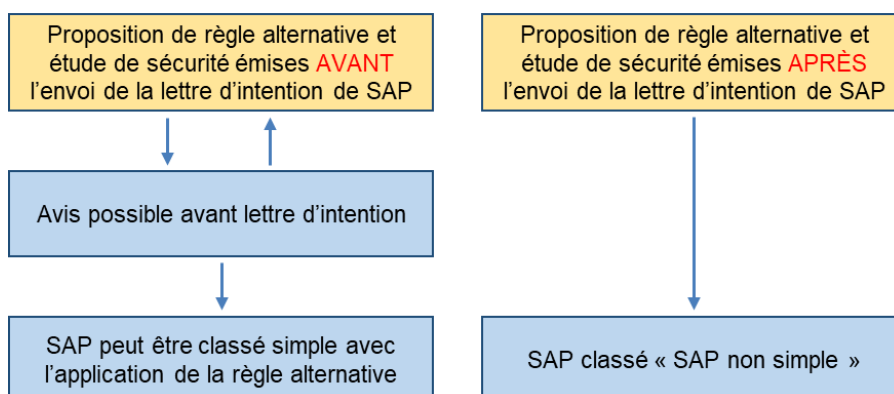 Proposition de règle alternative et
étude de sécurité émises AVANT
l'envoi de la lettre d'intention de SAP
Avis possible avant lettre d'intention
SAP peut être classé simple avec
l'application de la règle alternative
Proposition de règle alternative et
étude de sécurité émises APRÈS
l'envoi de la lettre d'intention de SAP
SAP classé « SAP non simple »